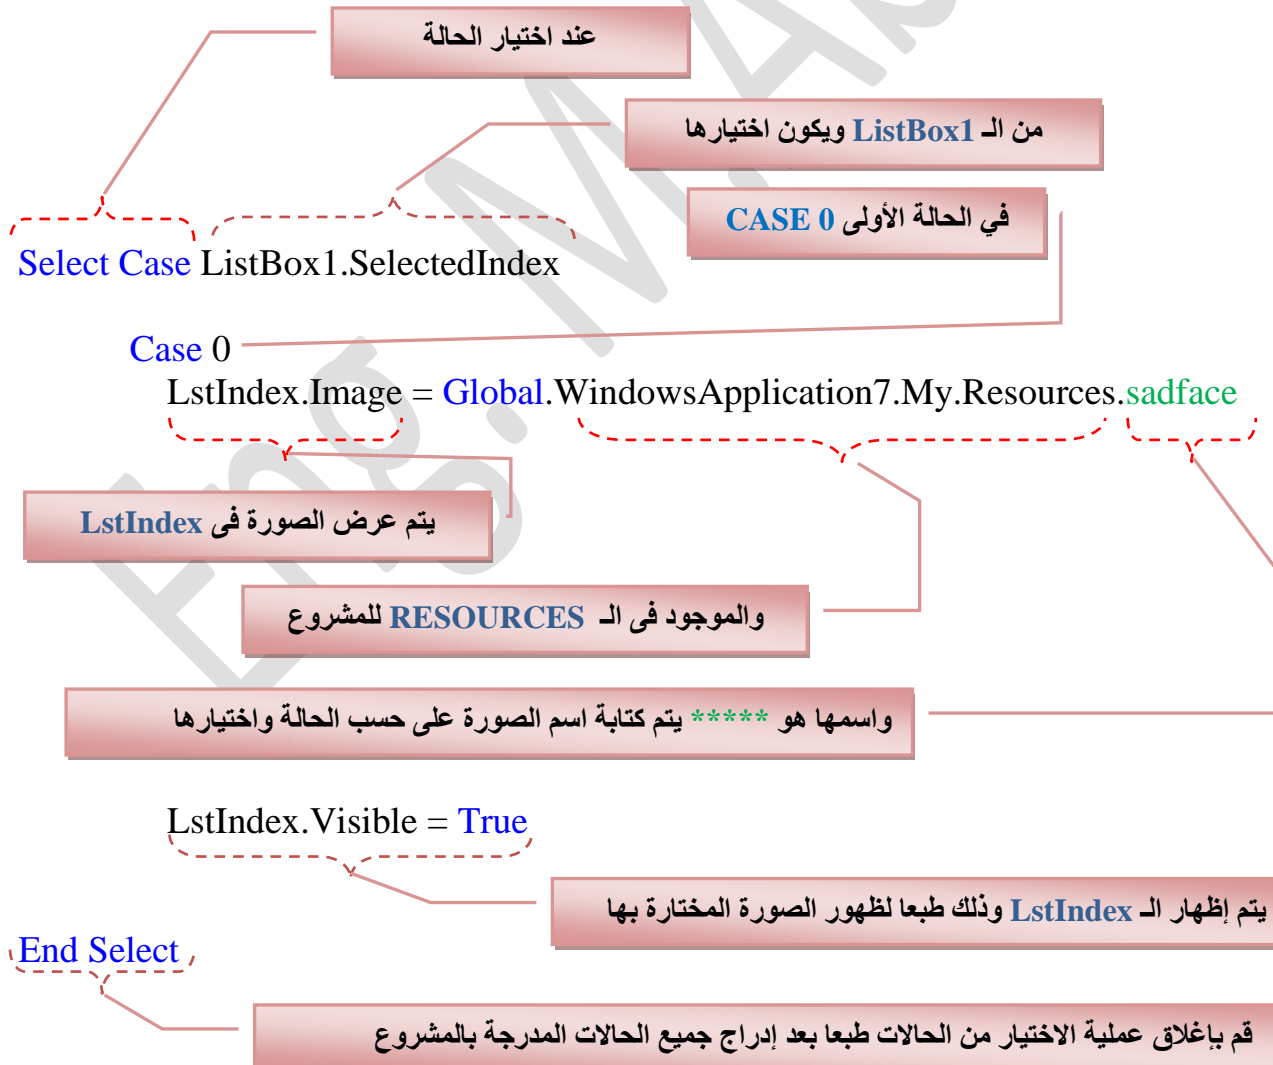 عند اختيار الحالة
من الـ ListBox1 ويكون اختيارها
في الحالة الأولى CASE 0
Select Case ListBox1.SelectedIndex
Case 0
LstIndex.Image = Global.WindowsApplication7.My.Resources.sadface
يتم عرض الصورة فى LstIndex
والموجود فى الـ RESOURCES للمشروع
واسمها هو ***** يتم كتابة اسم الصورة على حسب الحالة واختيارها
LstIndex.Visible = True
يتم إظهار الـ LstIndex وذلك طبعا لظهور الصورة المختارة بها
End Select
قم بإغلاق عملية الاختيار من الحالات طبعا بعد إدراج جميع الحالات المدرجة بالمشروع